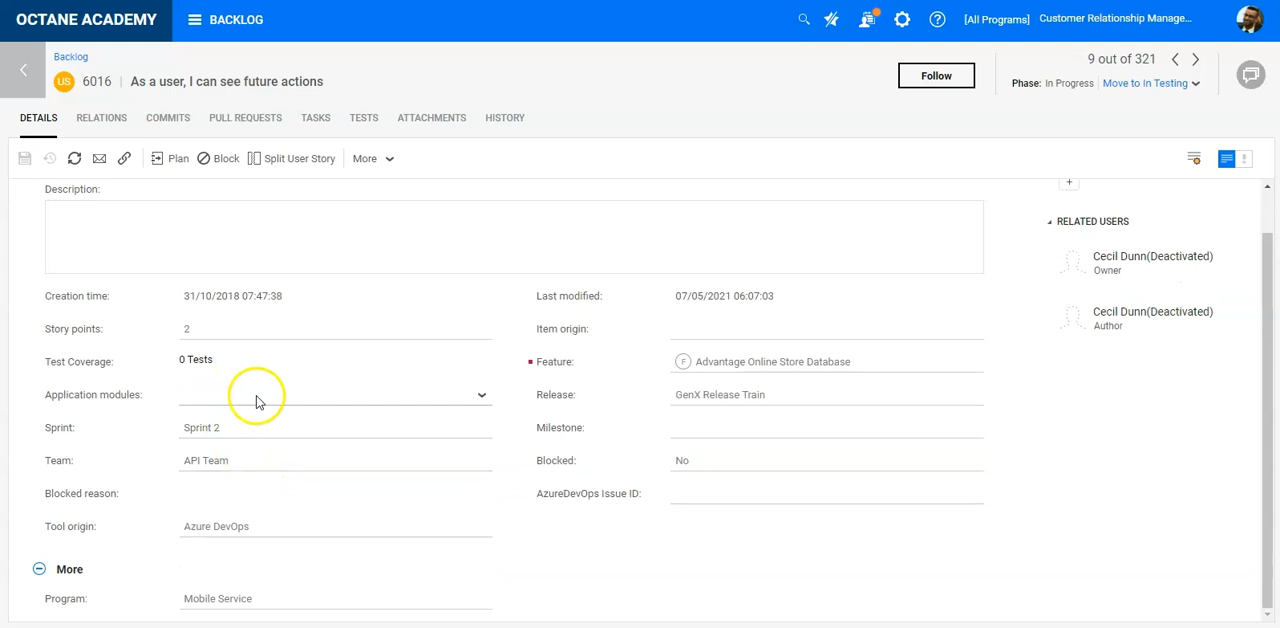 OCTANE ACADEMY
BACKLOG
[All Programs]
Customer Relationship Manage...
Backlog
US 6016 | As a user, I can see future actions
Follow
9 out of 321
Phase: In Progress Move to In Testing
DETAILS
RELATIONS
COMMITS
PULL REQUESTS
TASKS
TESTS
ATTACHMENTS
HISTORY
Plan
Block
Split User Story
More
Description:
RELATED USERS
Cecil Dunn(Deactivated)
Owner
Cecil Dunn(Deactivated)
Author
Creation time: 31/10/2018 07:47:38
Last modified: 07/05/2021 06:07:03
Story points: 2
Item origin:
Test Coverage: 0 Tests
Feature: F Advantage Online Store Database
Application modules:
Release: GenX Release Train
Sprint: Sprint 2
Milestone:
Team: API Team
Blocked: No
Blocked reason:
AzureDevOps Issue ID:
Tool origin: Azure DevOps
More
Program: Mobile Service